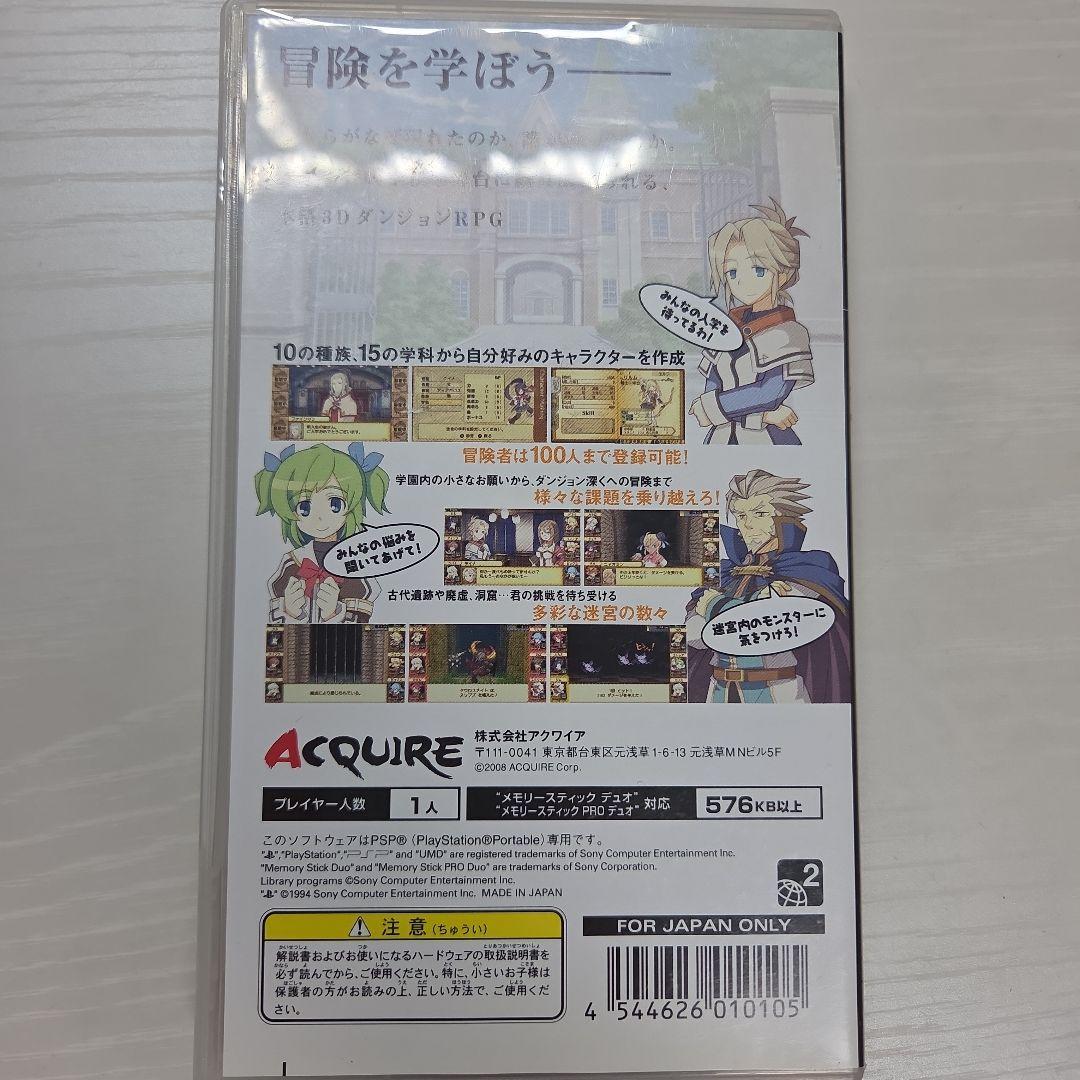 冒険を学ぼう――
れたのか、
3DダンジョンRPG
みんなの入学を
待ってるわ!
10の種族、15の学科から自分好みのキャラクターを作成
Skill
冒険者は100人まで登録可能!
学園内の小さなお願いから、ダンジョン深くへの冒険まで
様々な課題を乗り越えろ!
みんなの悩みを
聞いてあげて!
古代遺跡や廃虚、洞窟…君の挑戦を待ち受ける
多彩な迷宮の数々
迷宮内のモンスターに
気をつけろ!
ACQUIRE
株式会社アクワイア
〒111-0041 東京都台東区元浅草1-6-13 元浅草MNビル5F
©2008 ACQUIRE Corp.
プレイヤー人数 1人
"メモリースティック デュオ"
"メモリースティック PRO デュオ" 対応
576KB以上
このソフトウェアはPSP®(PlayStation®Portable)専用です。
" ","PlayStation","PSP" and "UMD" are registered trademarks of Sony Computer Entertainment Inc.
"Memory Stick Duo" and "Memory Stick PRO Duo" are trademarks of Sony Corporation.
Library programs ©Sony Computer Entertainment Inc.
" " ©1994 Sony Computer Entertainment Inc. MADE IN JAPAN
2
注意(ちゅうい)
解説書およびお使いになるハードウェアの取扱説明書を
必ず読んでから、ご使用ください。特に、小さいお子様は
保護者の方がお読みの上、正しい方法で、ご使用くだ
さい。
FOR JAPAN ONLY
4 544626 010105